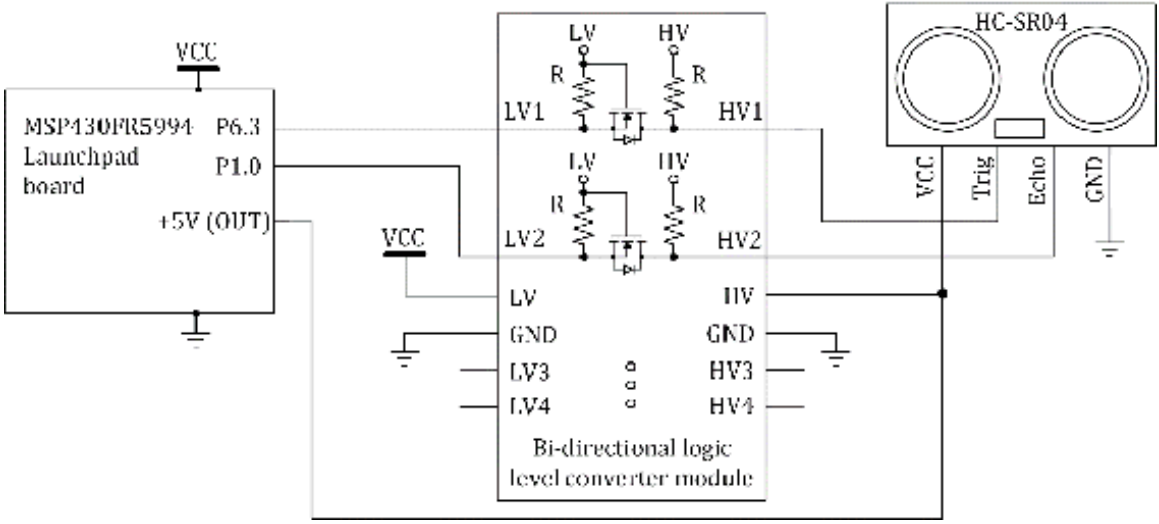 LV
HV
HC-SR04
VCC
R
R
MSP430FR5994
Launchpad
board
P6.3
LV1
HV1
P1.0
LV
HV
VCC
Trig
Echo
GND
R
R
+5V (OUT)
VCC
LV2
HV2
LV
HV
GND
GND
LV3
HV3
LV4
HV4
Bi-directional logic
level converter module